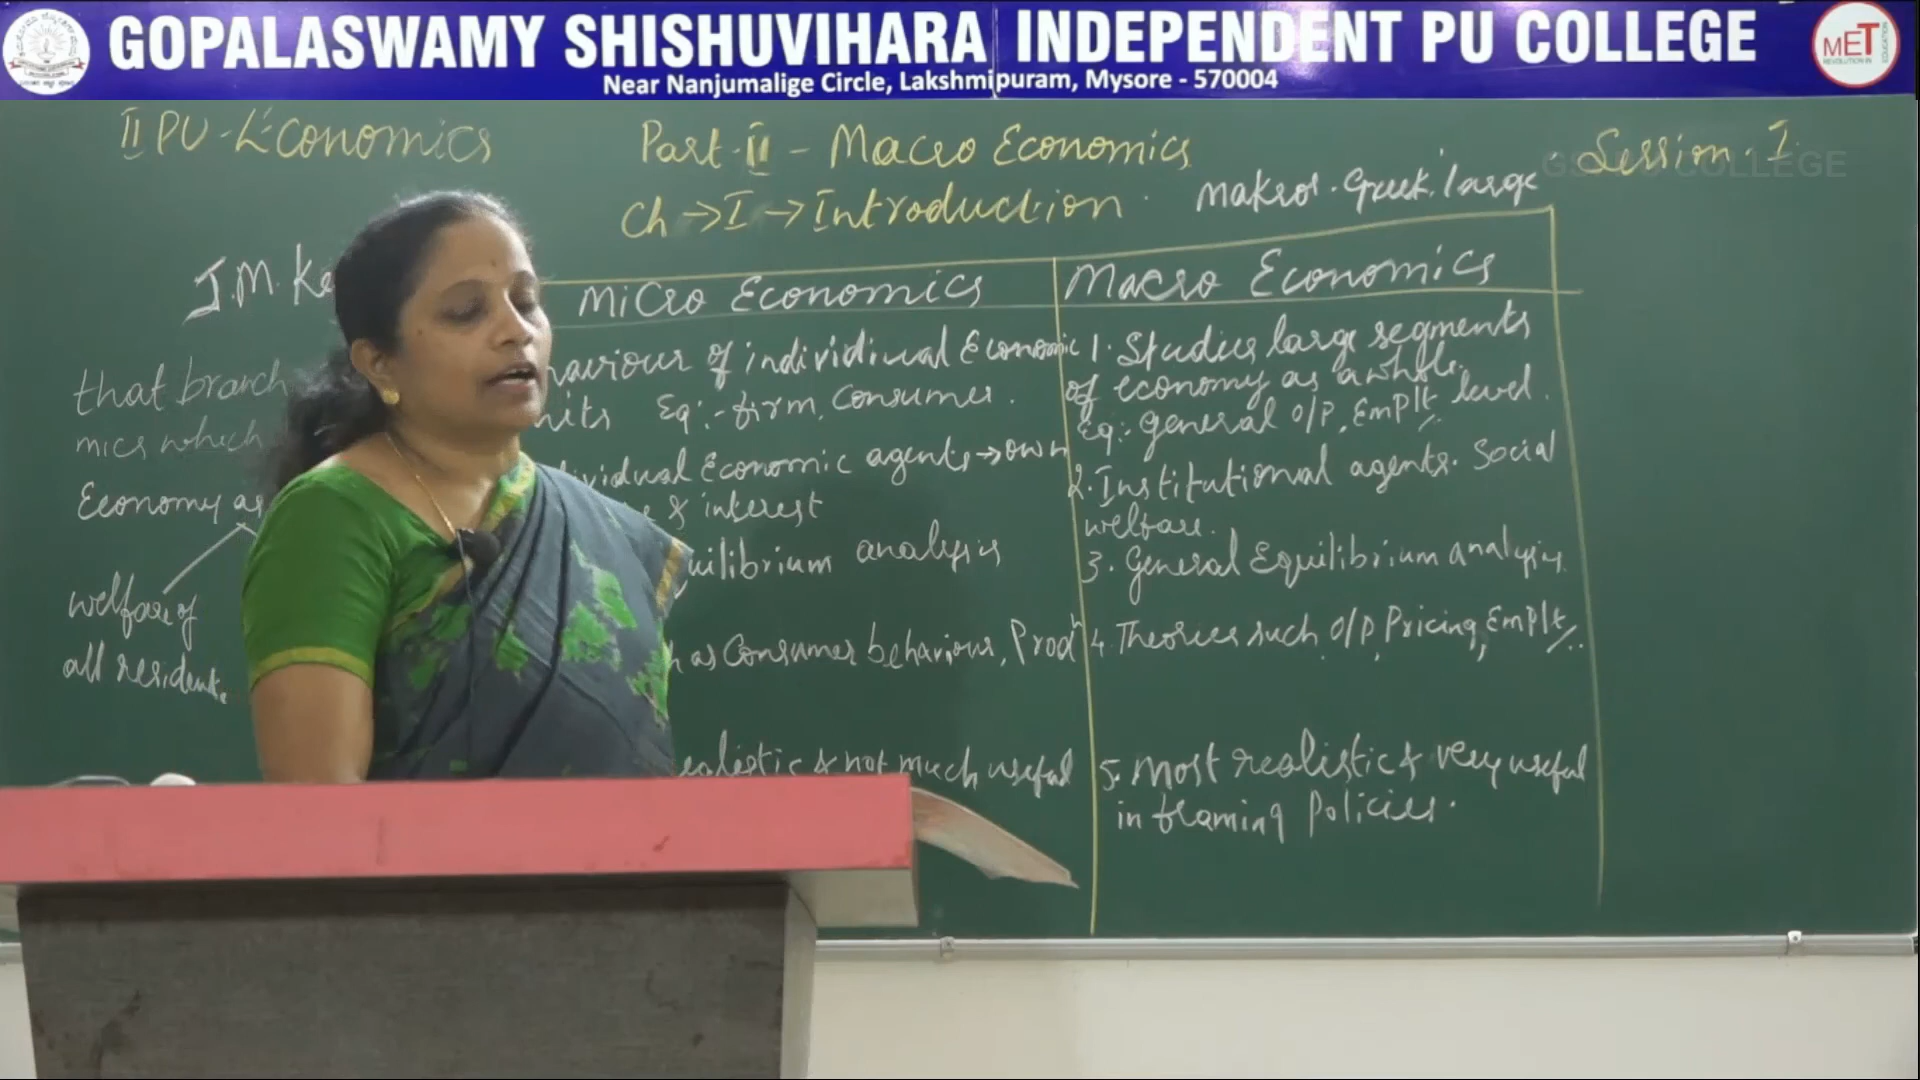 GOPALASWAMY SHISHUVIHARA INDEPENDENT PU COLLEGE
Near Nanjumalige Circle, Lakshmipuram, Mysore - 570004
MET
II PU - Economics
Part-II - Macro Economics
Session - I
COLLEGE
Ch → I → Introduction
Makros - Greek - large
J.M. Ke
that branch
mics which
Economy as
welfare of
all resident.
Micro Economics
haviour of individiual Economic
nits Eg:- firm, Consumer.
vidual Economic agents → own
& interest
uilibrium analysis
h as Consumer behaviour, Prodn
ealistic & not much useful
Macro Economics
1. Studies large segments
of economy as a whole.
Eg:- general O/P, Emplt level.
2. Institutional agents. Social
welfare.
3. General Equilibrium analysis
4. Theories such O/P, Pricing, Emplt
5. Most realistic & very useful
in framing Policies.